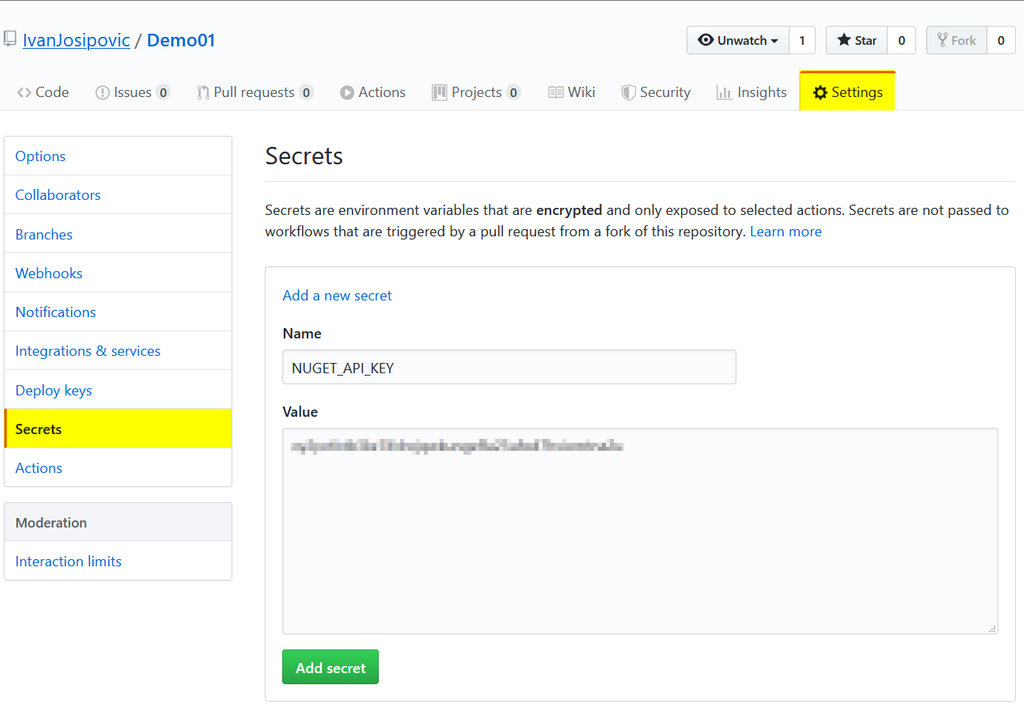 IvanJosipovic / Demo01
Unwatch 1 Star 0 Fork 0
Code Issues 0 Pull requests 0 Actions Projects 0 Wiki Security Insights Settings
Options
Collaborators
Branches
Webhooks
Notifications
Integrations & services
Deploy keys
Secrets
Actions
Moderation
Interaction limits
Secrets
Secrets are environment variables that are encrypted and only exposed to selected actions. Secrets are not passed to
workflows that are triggered by a pull request from a fork of this repository. Learn more
Add a new secret
Name
NUGET_API_KEY
Value
Add secret